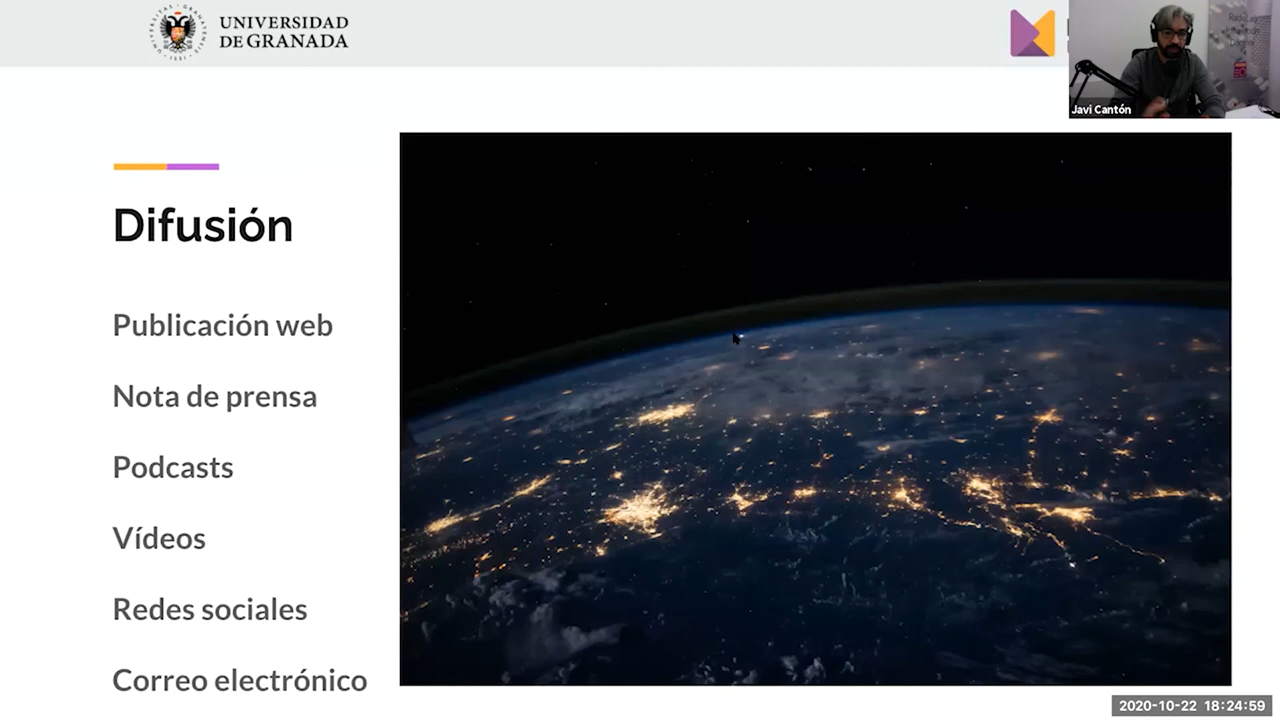 UNIVERSIDAD
DE GRANADA
Javi Cantón
Difusión
Publicación web
Nota de prensa
Podcasts
Vídeos
Redes sociales
Correo electrónico
2020-10-22 18:24:59